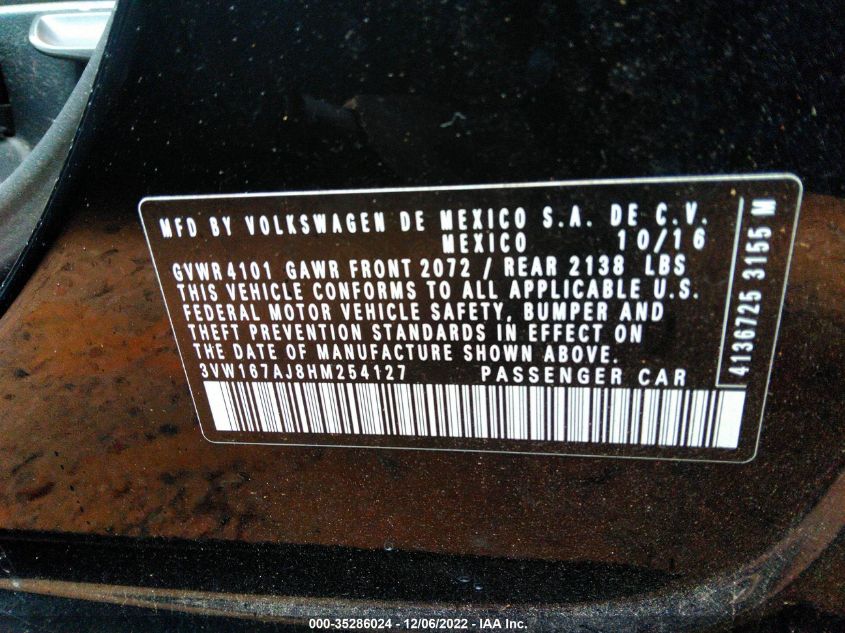 MFD BY VOLKSWAGEN DE MEXICO S.A. DE C.V.
MEXICO 10/16
GVWR 4101 GAWR FRONT 2072 / REAR 2138 LBS
THIS VEHICLE CONFORMS TO ALL APPLICABLE U.S.
FEDERAL MOTOR VEHICLE SAFETY, BUMPER AND
THEFT PREVENTION STANDARDS IN EFFECT ON
THE DATE OF MANUFACTURE SHOWN ABOVE.
3VW167AJ8HM254127 PASSENGER CAR
4136725 3155 M
000-35286024 - 12/06/2022 - IAA Inc.